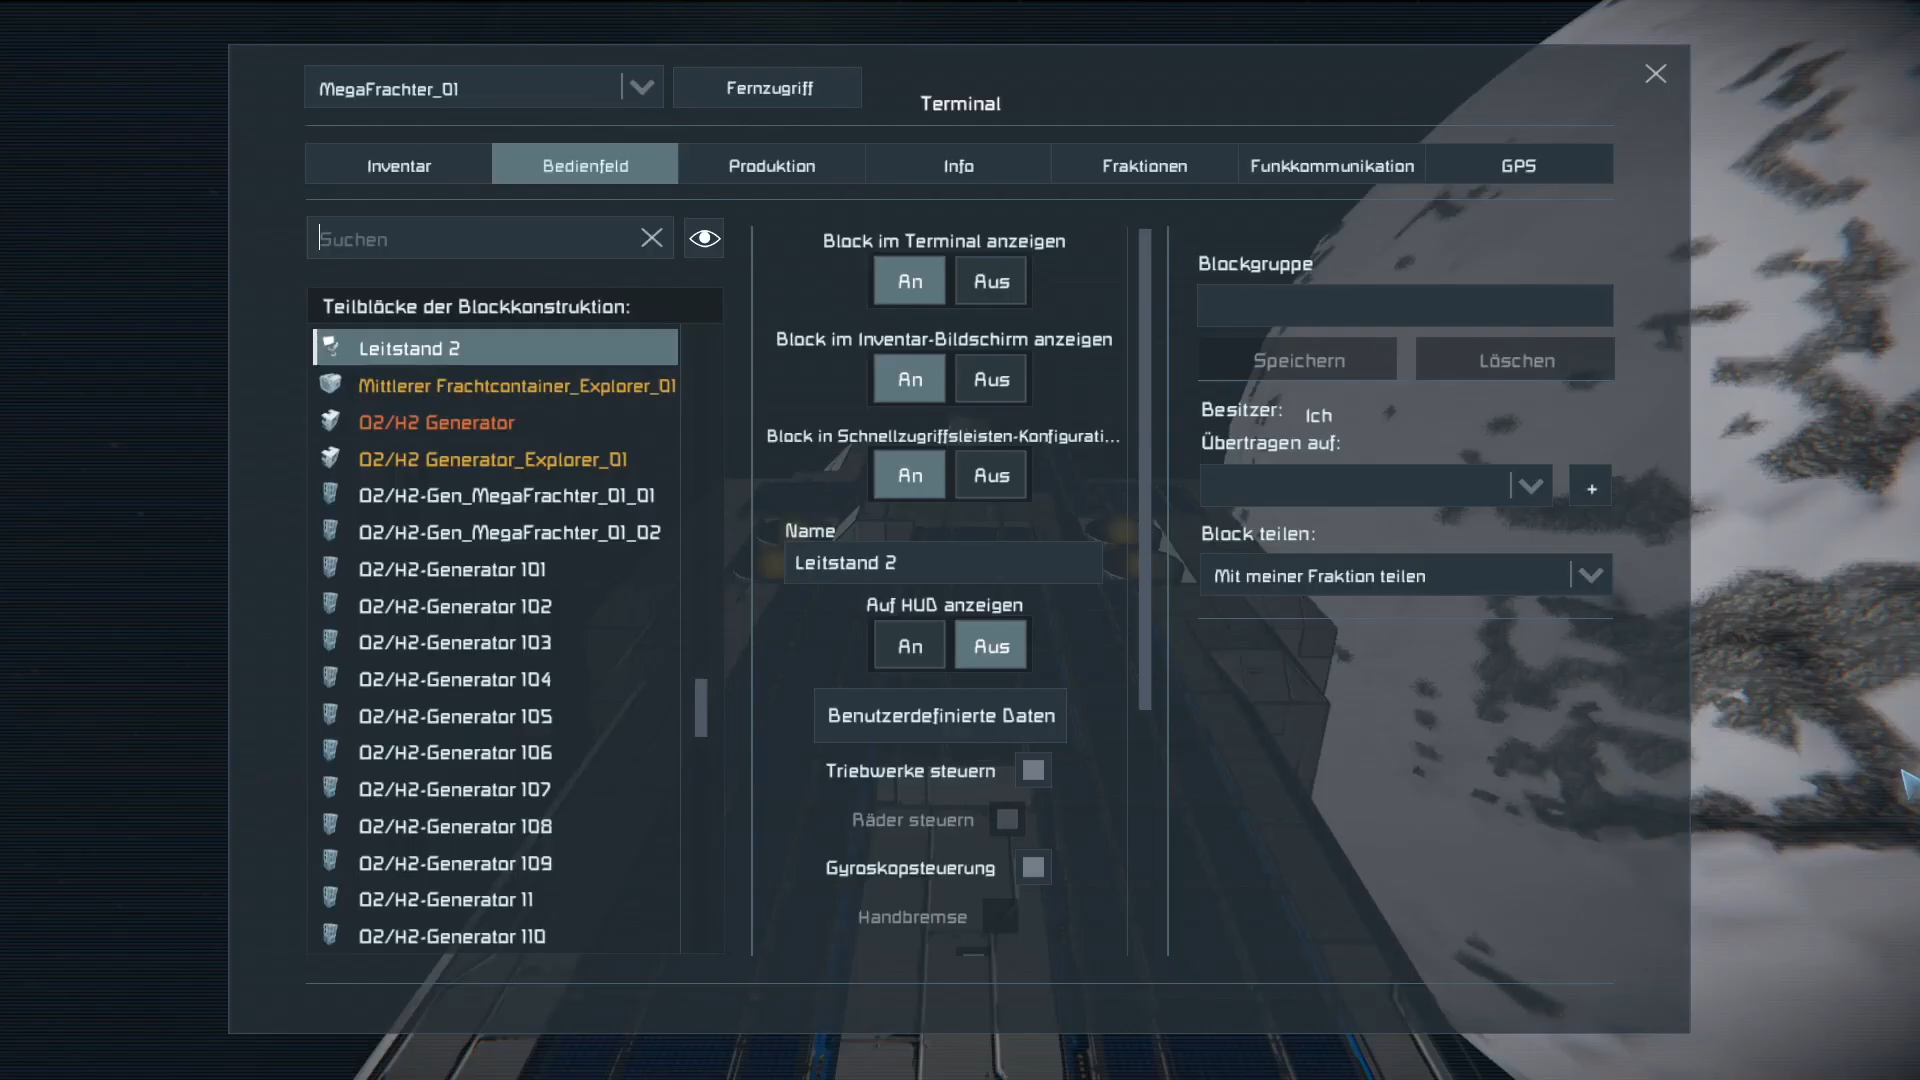 MegaFrachter_01
Fernzugriff
Terminal
Inventar
Bedienfeld
Produktion
Info
Fraktionen
Funkkommunikation
GPS
Suchen
Teilblöcke der Blockkonstruktion:
Leitstand 2
Mittlerer Frachtcontainer_Explorer_01
O2/H2 Generator
O2/H2 Generator_Explorer_01
O2/H2-Gen_MegaFrachter_01_01
O2/H2-Gen_MegaFrachter_01_02
O2/H2-Generator 101
O2/H2-Generator 102
O2/H2-Generator 103
O2/H2-Generator 104
O2/H2-Generator 105
O2/H2-Generator 106
O2/H2-Generator 107
O2/H2-Generator 108
O2/H2-Generator 109
O2/H2-Generator 11
O2/H2-Generator 110
Block im Terminal anzeigen
An Aus
Block im Inventar-Bildschirm anzeigen
An Aus
Block in Schnellzugriffsleisten-Konfigurati...
An Aus
Name
Leitstand 2
Auf HUD anzeigen
An Aus
Benutzerdefinierte Daten
Triebwerke steuern
Räder steuern
Gyroskopsteuerung
Handbremse
Blockgruppe
Speichern
Löschen
Besitzer: Ich
Übertragen auf:
+
Block teilen:
Mit meiner Fraktion teilen